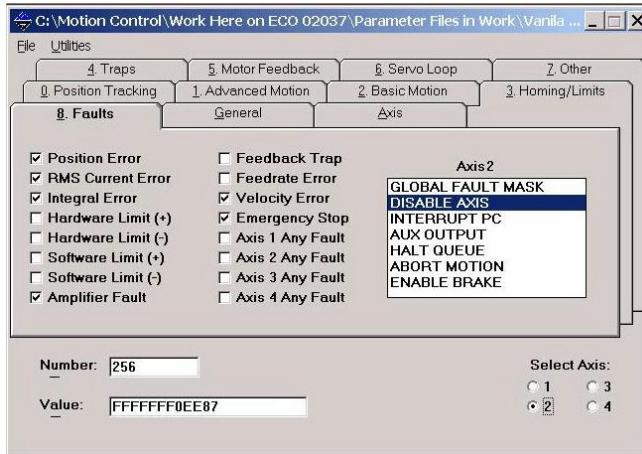 C:\Motion Control\Work Here on ECO 02037\Parameter Files in Work\Vanila ...
File Utilities
4. Traps 5. Motor Feedback 6. Servo Loop 7. Other
0. Position Tracking 1. Advanced Motion 2. Basic Motion 3. Homing/Limits
8. Faults General Axis
Position Error
RMS Current Error
Integral Error
Hardware Limit (+)
Hardware Limit (-)
Software Limit (+)
Software Limit (-)
Amplifier Fault
Feedback Trap
Feedrate Error
Velocity Error
Emergency Stop
Axis 1 Any Fault
Axis 2 Any Fault
Axis 3 Any Fault
Axis 4 Any Fault
Axis2
GLOBAL FAULT MASK
DISABLE AXIS
INTERRUPT PC
AUX OUTPUT
HALT QUEUE
ABORT MOTION
ENABLE BRAKE
Number: 256
Value: FFFFFFF0EE87
Select Axis:
1 3
2 4